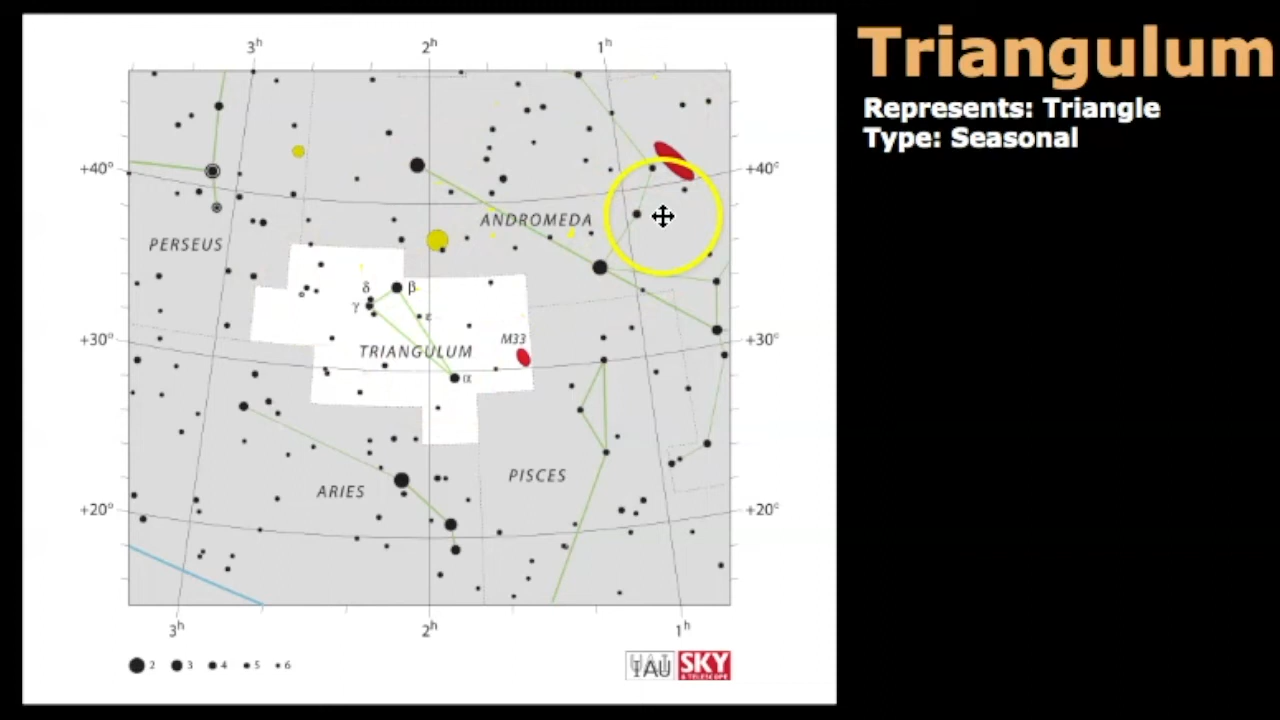 Triangulum
Represents: Triangle
Type: Seasonal
3h 2h 1h
+40° +40°
ANDROMEDA
PERSEUS
δ β
γ ε
+30° +30°
M33
TRIANGULUM
α
PISCES
ARIES
+20° +20°
3h 2h 1h
2 3 4 5 6
IAU SKY
& TELESCOPE